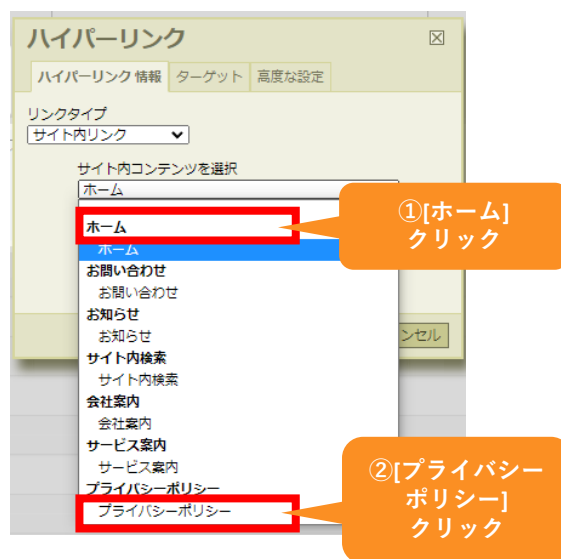 ハイパーリンク
ハイパーリンク 情報 ターゲット 高度な設定
リンクタイプ
サイト内リンク
サイト内コンテンツを選択
ホーム
ホーム
ホーム
お問い合わせ
お問い合わせ
お知らせ
お知らせ
サイト内検索
サイト内検索
会社案内
会社案内
サービス案内
サービス案内
プライバシーポリシー
プライバシーポリシー
ンセル
①[ホーム]
クリック
②[プライバシー
ポリシー]
クリック